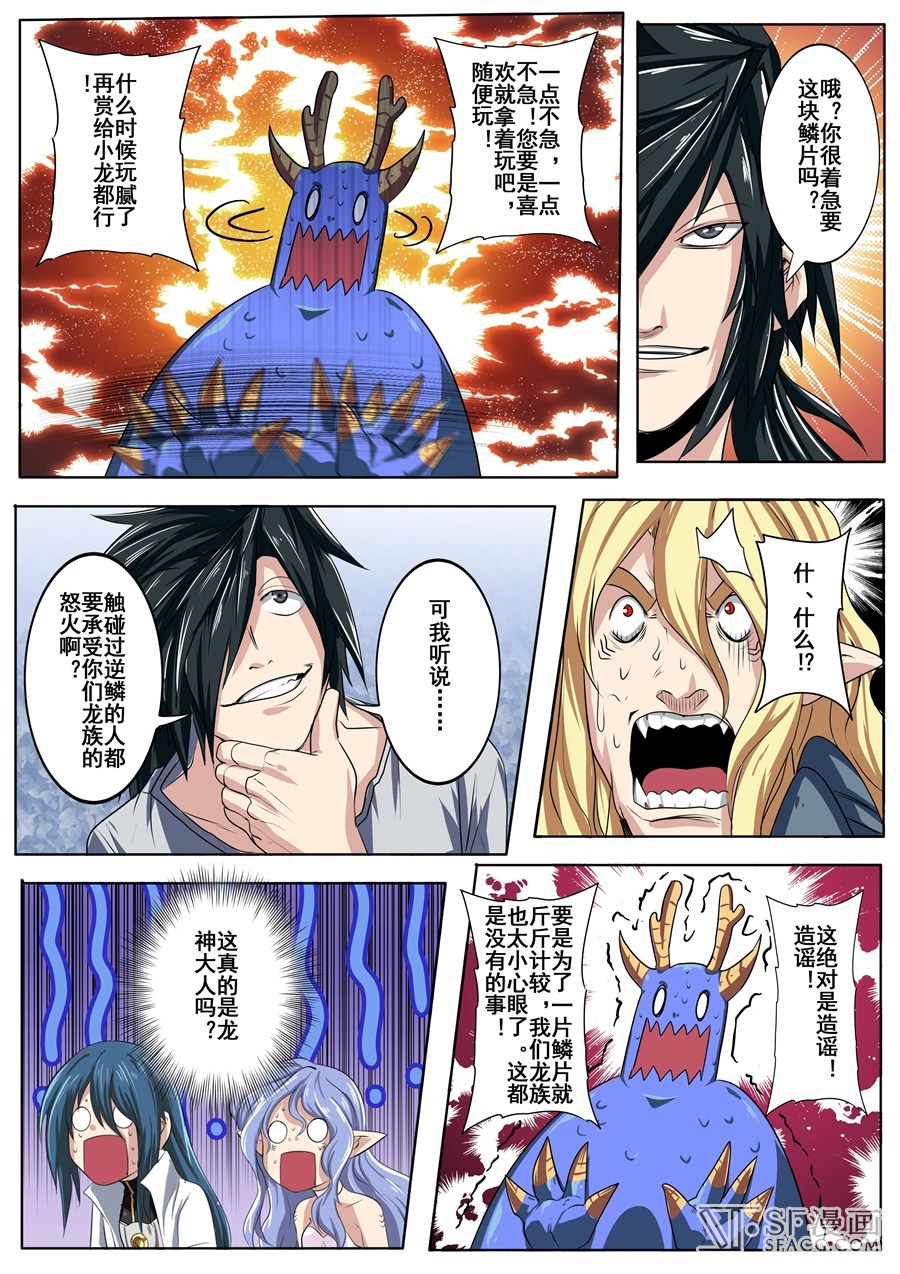 哦？你很着急要
这块鳞片吗？
一点不急，一点
不急！您要是喜
欢就拿着玩吧，
随便玩！
什么时候玩腻了
再赏给小龙都行
！
什、什么！？
可我听说……
触碰过逆鳞的人都
要承受你们龙族的
怒火啊？
这绝对是造谣！
造谣！
要是为了一片鳞片就
斤斤计较，我们龙族
也太小心眼了。这都
是没有的事！
这真的是龙
神大人吗？
SF漫画
SFACG.COM